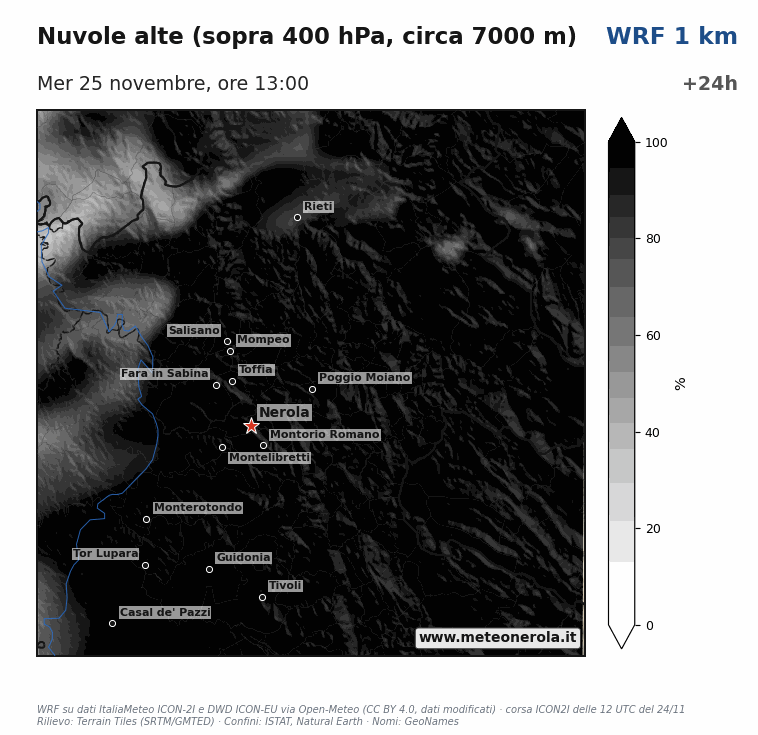 Nuvole alte (sopra 400 hPa, circa 7000 m) WRF 1 km
Mer 25 novembre, ore 13:00 +24h
100
Rieti
80
Salisano
Mompeo
60
Toffia
Fara in Sabina
Poggio Moiano
%
Nerola
Montorio Romano
40
Montelibretti
Monterotondo
20
Tor Lupara
Guidonia
Tivoli
Casal de' Pazzi
0
www.meteonerola.it
WRF su dati ItaliaMeteo ICON-2I e DWD ICON-EU via Open-Meteo (CC BY 4.0, dati modificati) · corsa ICON2I delle 12 UTC del 24/11
Rilievo: Terrain Tiles (SRTM/GMTED) · Confini: ISTAT, Natural Earth · Nomi: GeoNames